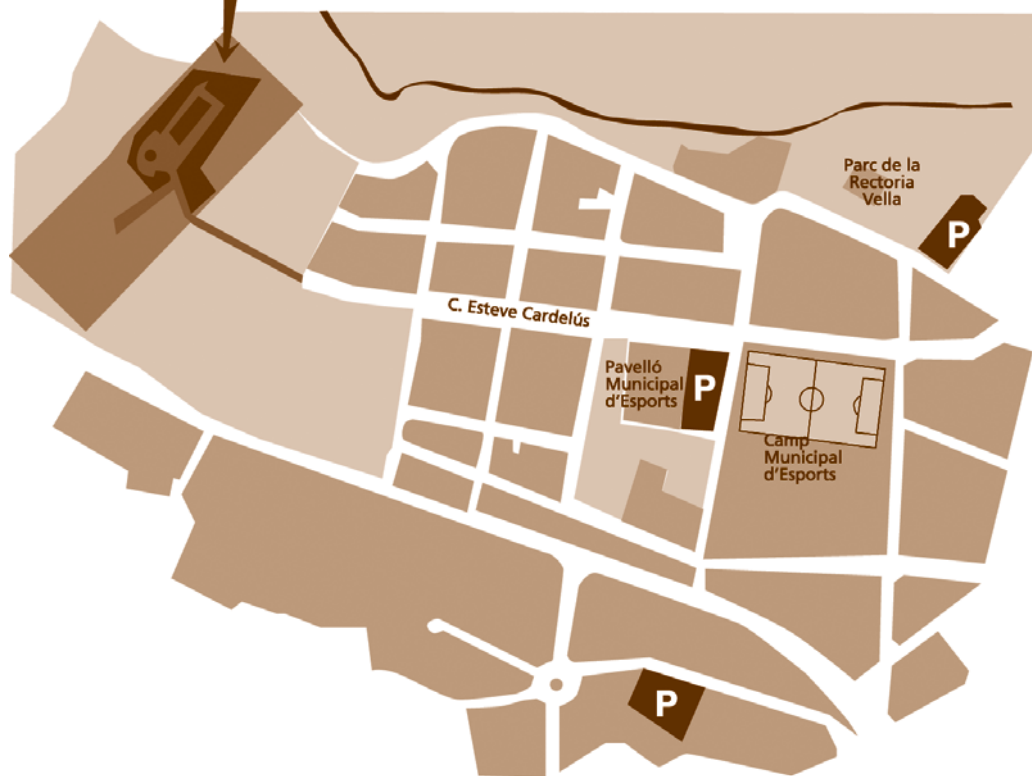 Parc de la
Rectoria
Vella
P
C. Esteve Cardelús
Pavelló
Municipal
d'Esports
P
Camp
Municipal
d'Esports
P